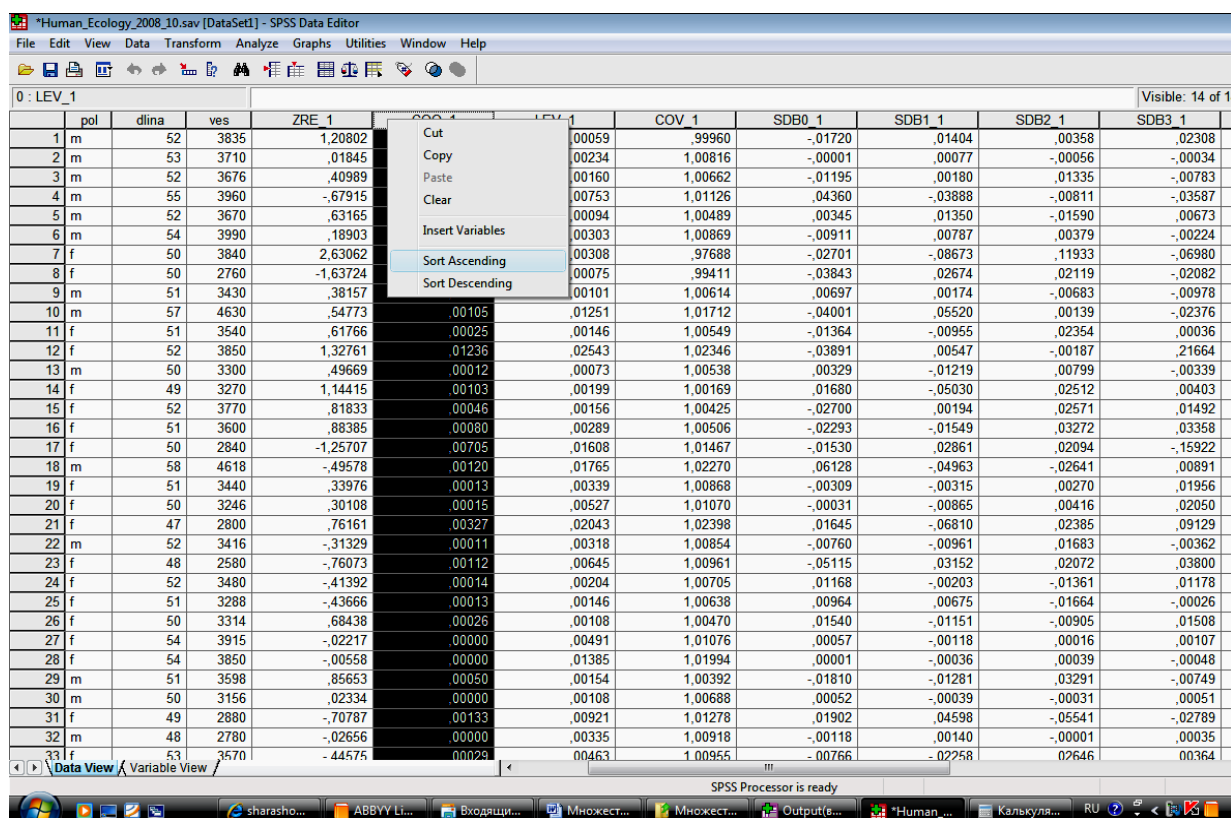 *Human_Ecology_2008_10.sav [DataSet1] - SPSS Data Editor
File Edit View Data Transform Analyze Graphs Utilities Window Help
0 : LEV_1 Visible: 14 of 1
pol dlina ves ZRE_1 COO_1 LEV_1 COV_1 SDB0_1 SDB1_1 SDB2_1 SDB3_1
1 m 52 3835 1,20802 ,00059 ,99960 -,01720 ,01404 ,00358 ,02308
2 m 53 3710 ,01845 ,00234 1,00816 -,00001 ,00077 -,00056 -,00034
3 m 52 3676 ,40989 ,00160 1,00662 -,01195 ,00180 ,01335 -,00783
4 m 55 3960 -,67915 ,00753 1,01126 ,04360 -,03888 -,00811 -,03587
5 m 52 3670 ,63165 ,00094 1,00489 ,00345 ,01350 -,01590 ,00673
6 m 54 3990 ,18903 ,00303 1,00869 -,00911 ,00787 ,00379 -,00224
7 f 50 3840 2,63062 ,00308 ,97688 -,02701 -,08673 ,11933 -,06980
8 f 50 2760 -1,63724 ,00075 ,99411 -,03843 ,02674 ,02119 -,02082
9 m 51 3430 ,38157 ,00101 1,00614 ,00697 ,00174 -,00683 -,00978
Cut
Copy
Paste
Clear
Insert Variables
Sort Ascending
Sort Descending
10 m 57 4630 ,54773 ,00105 ,01251 1,01712 -,04001 ,05520 ,00139 -,02376
11 f 51 3540 ,61766 ,00025 ,00146 1,00549 -,01364 -,00955 ,02354 ,00036
12 f 52 3850 1,32761 ,01236 ,02543 1,02346 -,03891 ,00547 -,00187 ,21664
13 m 50 3300 ,49669 ,00012 ,00073 1,00538 ,00329 -,01219 ,00799 -,00339
14 f 49 3270 1,14415 ,00103 ,00199 1,00169 ,01680 -,05030 ,02512 ,00403
15 f 52 3770 ,81833 ,00046 ,00156 1,00425 -,02700 ,00194 ,02571 ,01492
16 f 51 3600 ,88385 ,00080 ,00289 1,00506 -,02293 -,01549 ,03272 ,03358
17 f 50 2840 -1,25707 ,00705 ,01608 1,01467 -,01530 ,02861 ,02094 -,15922
18 m 58 4618 -,49578 ,00120 ,01765 1,02270 ,06128 -,04963 -,02641 ,00891
19 f 51 3440 ,33976 ,00013 ,00339 1,00868 -,00309 -,00315 ,00270 ,01956
20 f 50 3246 ,30108 ,00015 ,00527 1,01070 -,00031 -,00865 ,00416 ,02050
21 f 47 2800 ,76161 ,00327 ,02043 1,02398 ,01645 -,06810 ,02385 ,09129
22 m 52 3416 -,31329 ,00011 ,00318 1,00854 -,00760 -,00961 ,01683 -,00362
23 f 48 2580 -,76073 ,00112 ,00645 1,00961 -,05115 ,03152 ,02072 ,03800
24 f 52 3480 -,41392 ,00014 ,00204 1,00705 ,01168 -,00203 -,01361 ,01178
25 f 51 3288 -,43666 ,00013 ,00146 1,00638 ,00964 ,00675 -,01664 -,00026
26 f 50 3314 ,68438 ,00026 ,00108 1,00470 ,01540 -,01151 -,00905 ,01508
27 f 54 3915 -,02217 ,00000 ,00491 1,01076 ,00057 -,00118 ,00016 ,00107
28 f 54 3850 -,00558 ,00000 ,01385 1,01994 ,00001 -,00036 ,00039 -,00048
29 m 51 3598 ,85653 ,00050 ,00154 1,00392 -,01810 -,01281 ,03291 -,00749
30 m 50 3156 ,02334 ,00000 ,00108 1,00688 ,00052 -,00039 -,00031 ,00051
31 f 49 2880 -,70787 ,00133 ,00921 1,01278 ,01902 ,04598 -,05541 -,02789
32 m 48 2780 -,02656 ,00000 ,00335 1,00918 -,00118 ,00140 -,00001 ,00035
33 f 53 3570 -,44575 ,00029 ,00463 1,00955 -,00766 -,02258 ,02646 ,00364
Data View Variable View
SPSS Processor is ready
sharasho... ABBYY Li... Входящи... Множест... Множест... Output(в... *Human_... Калькуля... RU